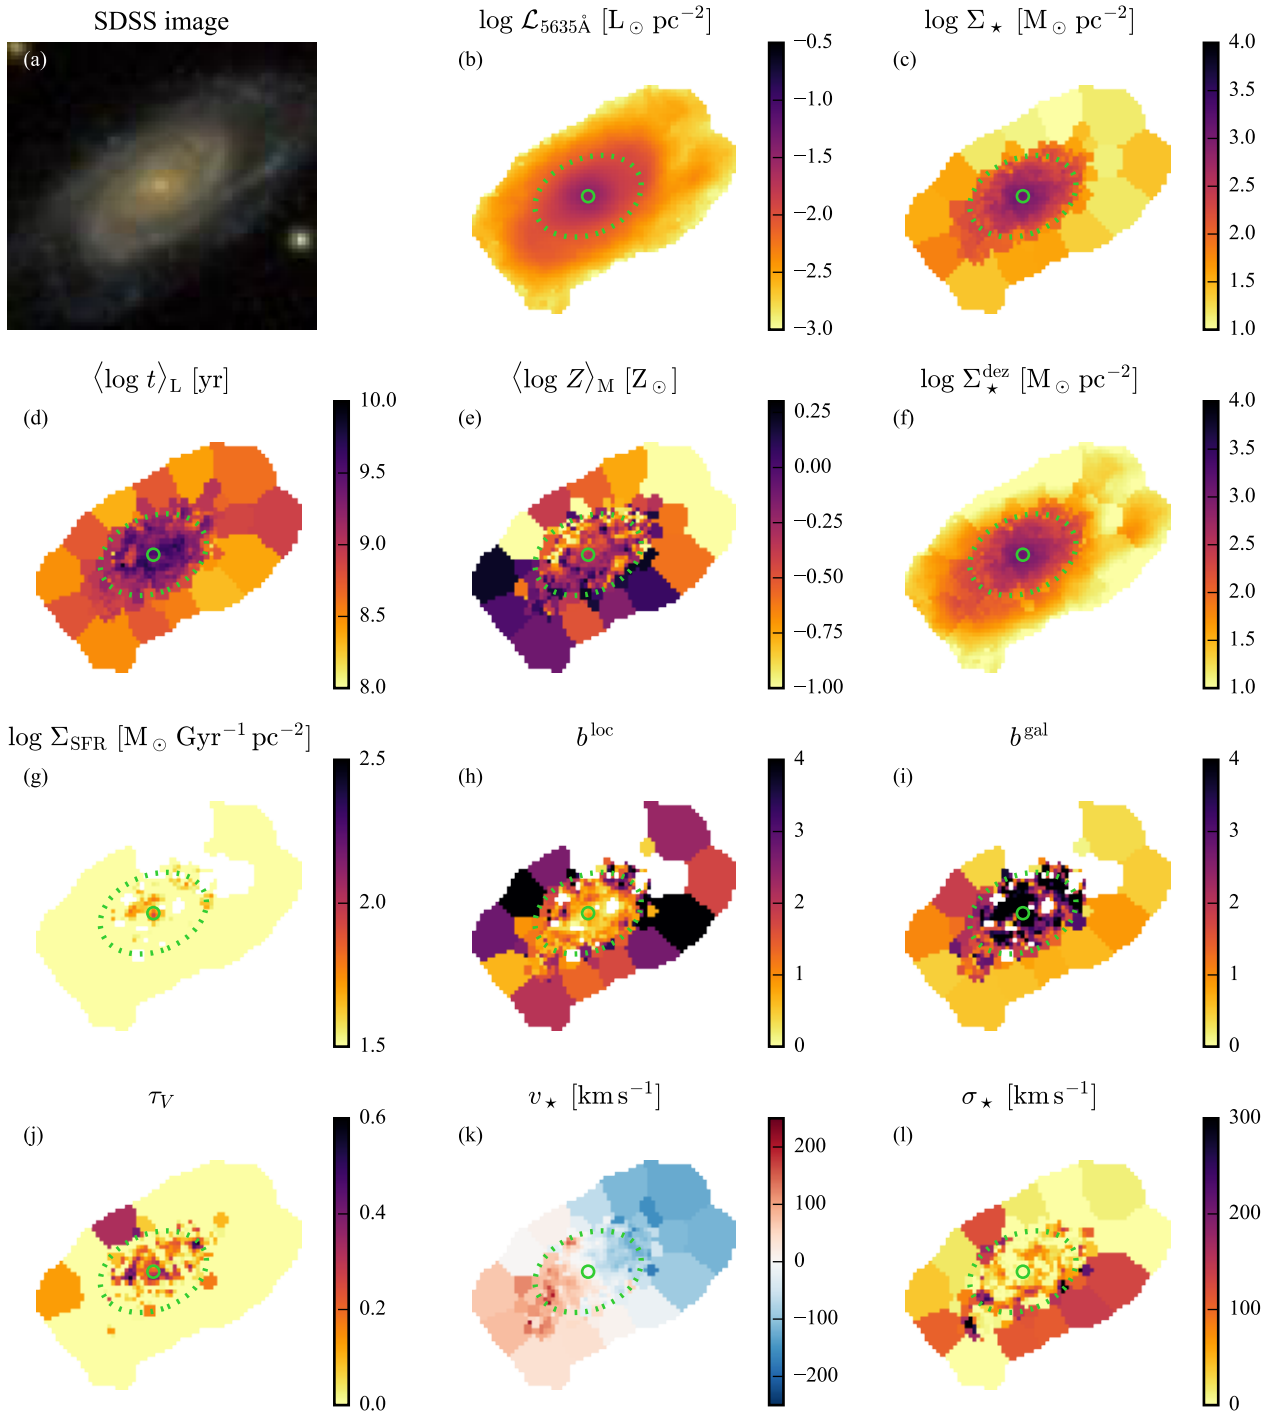 SDSS image
log ℒ₅₆₃₅Å [L⊙ pc⁻²]
log Σ⋆ [M⊙ pc⁻²]
(a)
(b)
−0.5
−1.0
−1.5
−2.0
−2.5
−3.0
(c)
4.0
3.5
3.0
2.5
2.0
1.5
1.0
⟨log t⟩L [yr]
⟨log Z⟩M [Z⊙]
log Σ⋆ᵈᵉᶻ [M⊙ pc⁻²]
(d)
10.0
9.5
9.0
8.5
8.0
(e)
0.25
0.00
−0.25
−0.50
−0.75
−1.00
(f)
4.0
3.5
3.0
2.5
2.0
1.5
1.0
log ΣSFR [M⊙ Gyr⁻¹ pc⁻²]
bˡᵒᶜ
bᵍᵃˡ
(g)
2.5
2.0
1.5
(h)
4
3
2
1
0
(i)
4
3
2
1
0
τV
v⋆ [km s⁻¹]
σ⋆ [km s⁻¹]
(j)
0.6
0.4
0.2
0.0
(k)
200
100
0
−100
−200
(l)
300
200
100
0